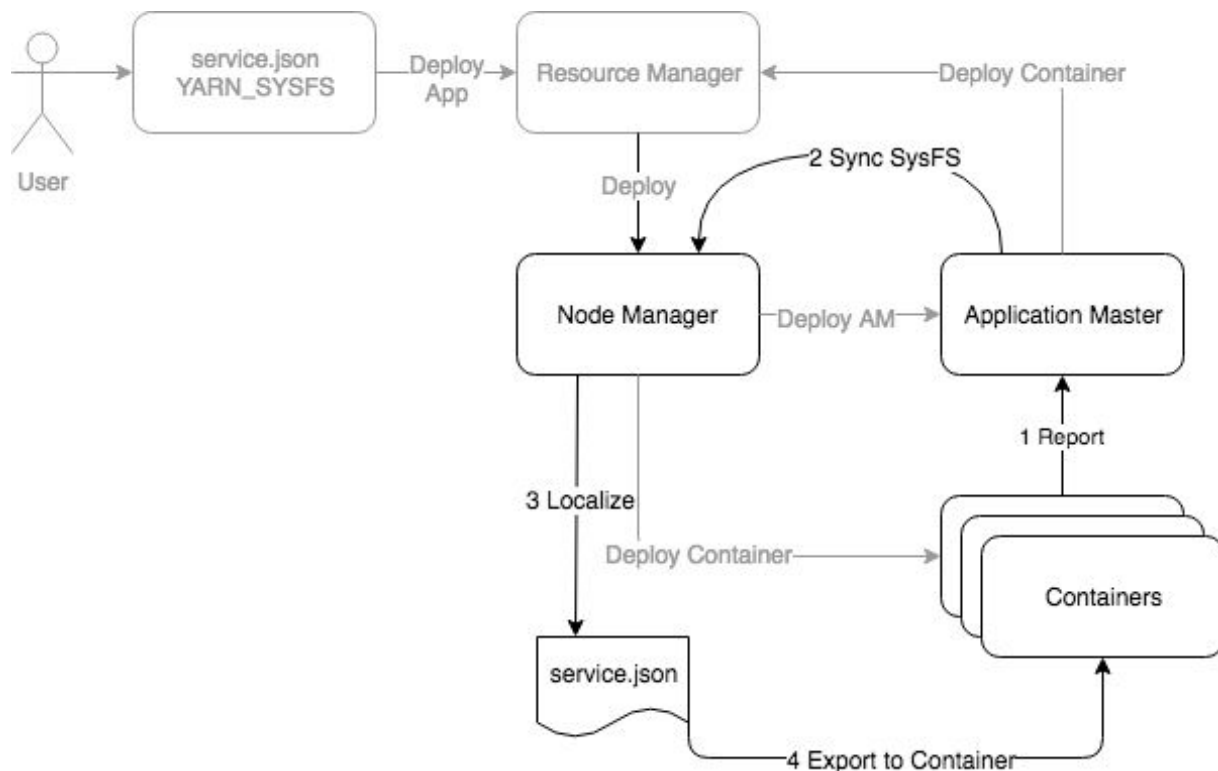 service.json
YARN_SYSFS
Deploy
App
Resource Manager
Deploy Container
User
2 Sync SysFS
Deploy
Node Manager
Deploy AM
Application Master
1 Report
3 Localize
Deploy Container
Containers
service.json
4 Export to Container